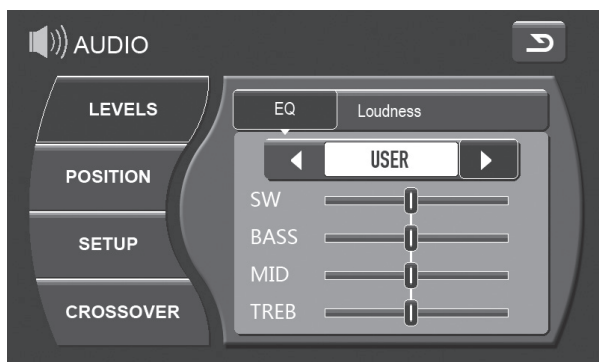 AUDIO
LEVELS
POSITION
SETUP
CROSSOVER
EQ Loudness
USER
SW
BASS
MID
TREB